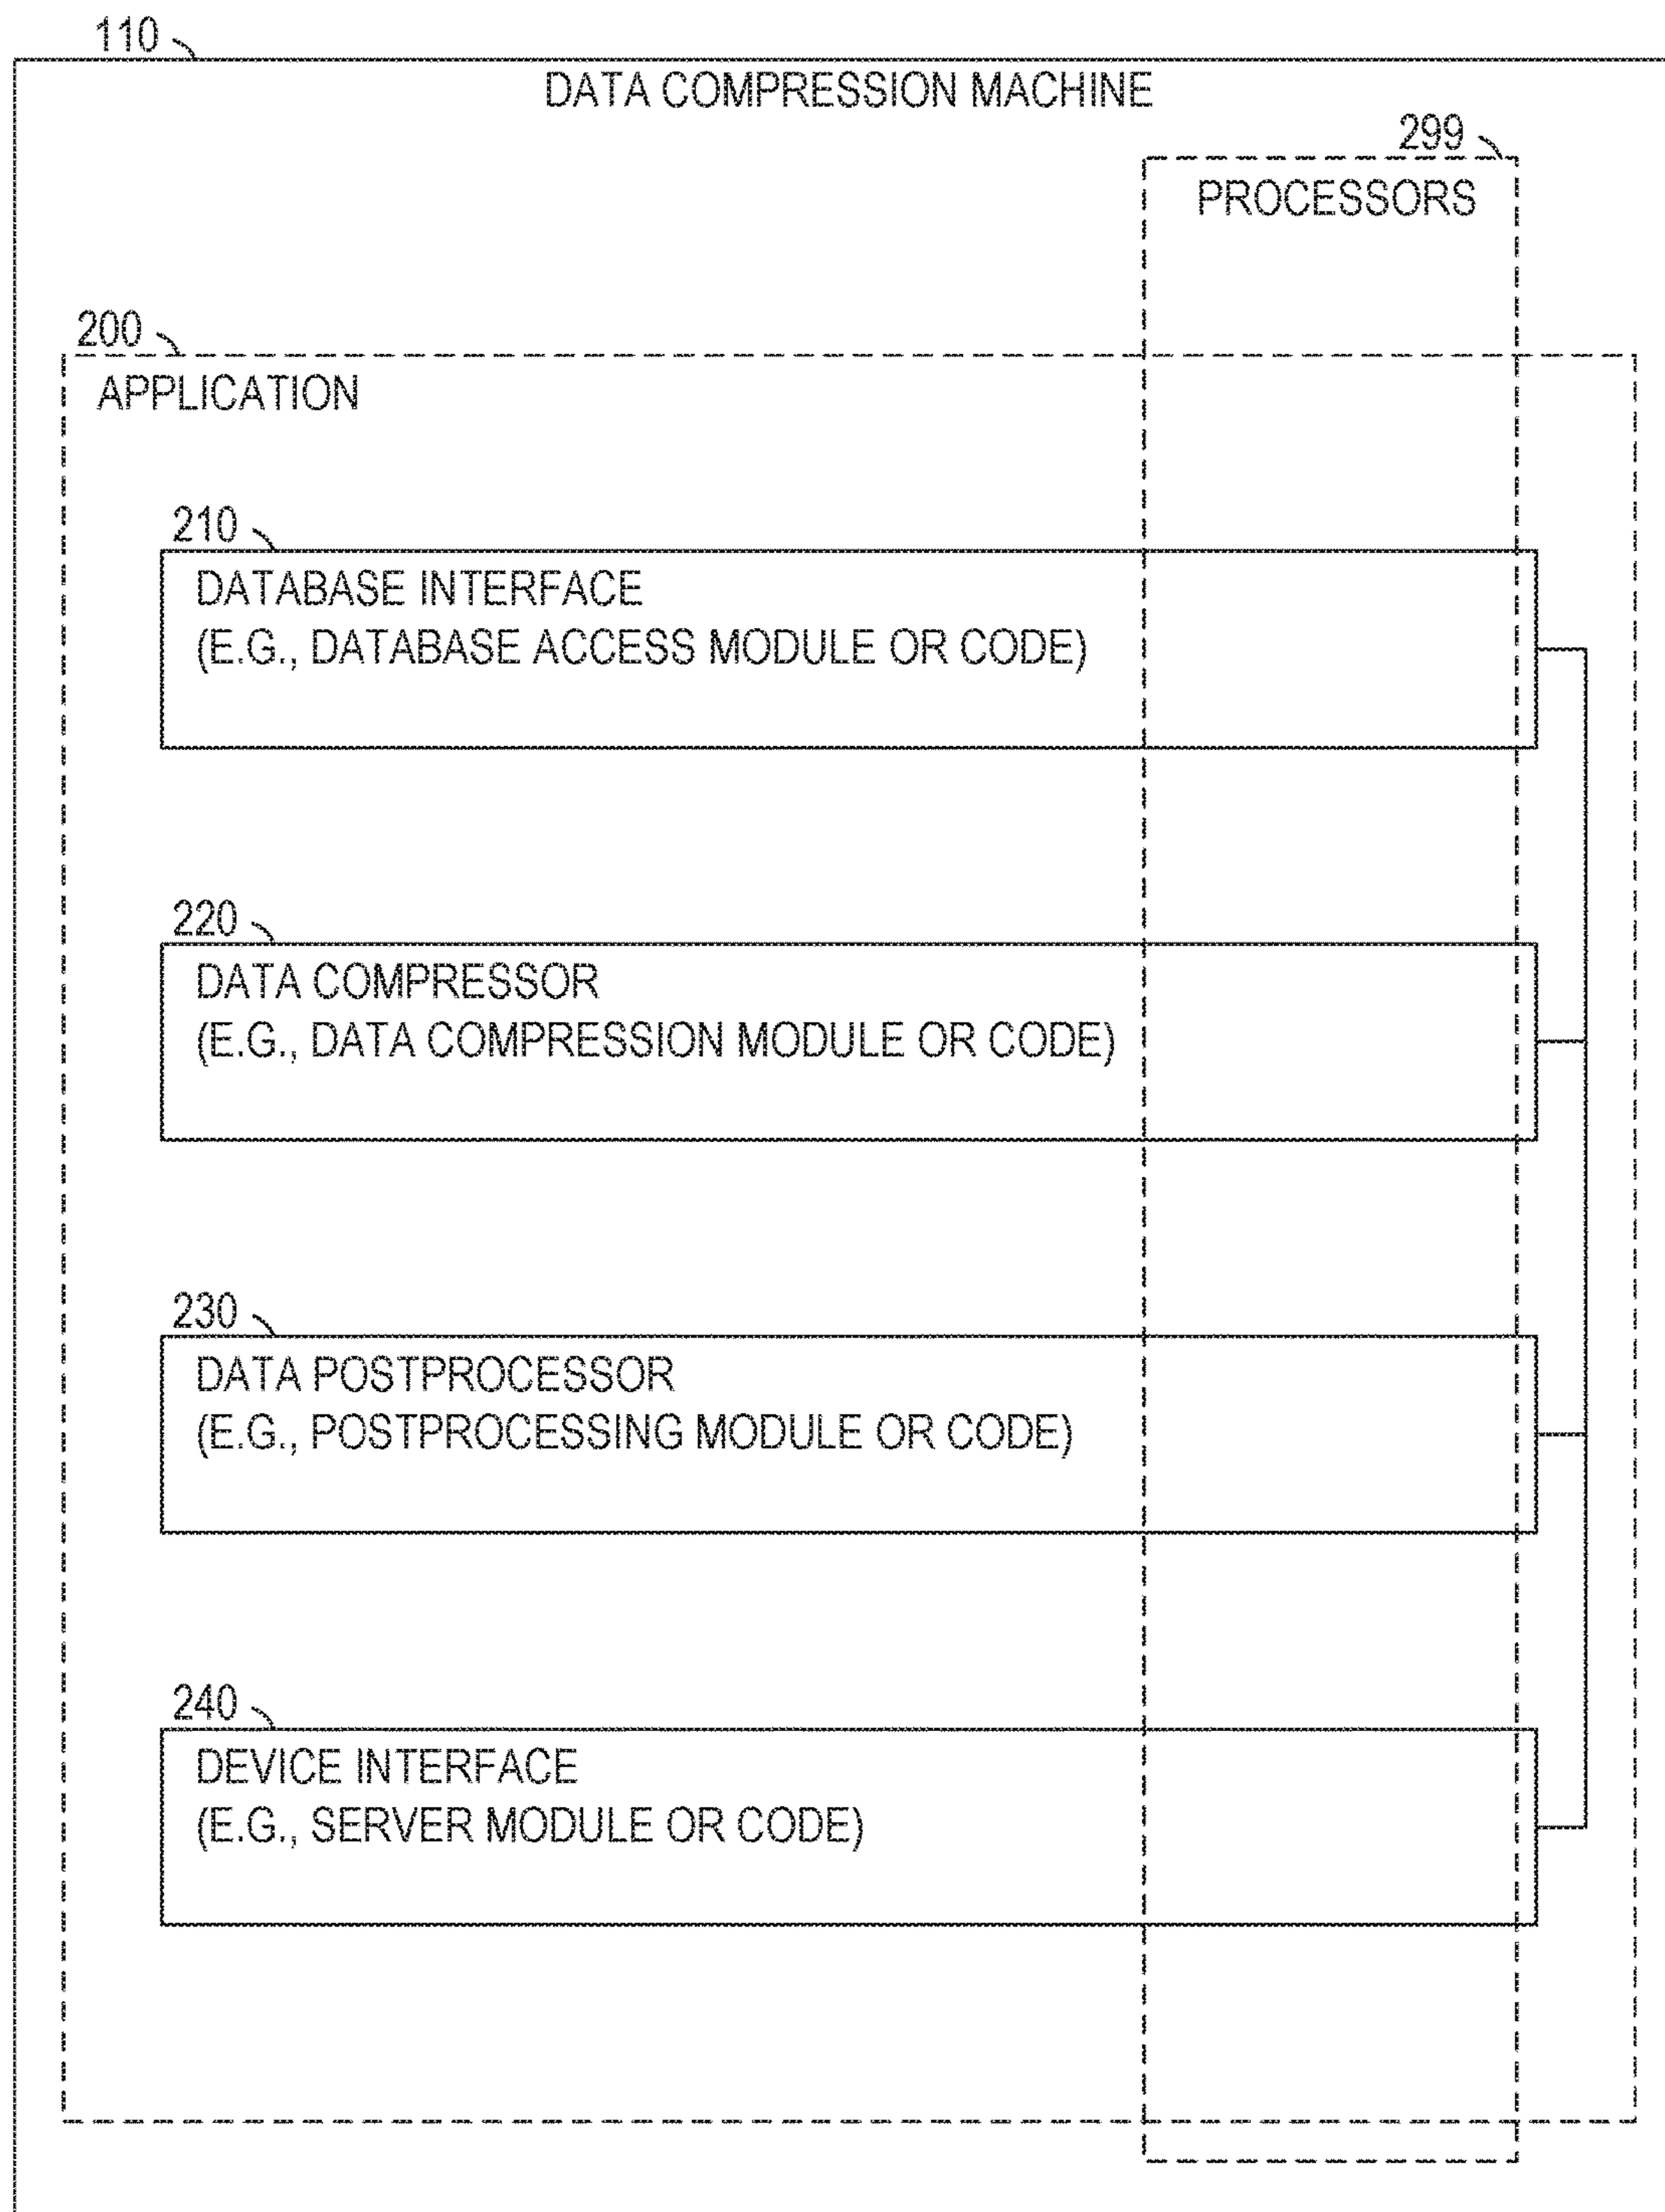 110
DATA COMPRESSION MACHINE
299
PROCESSORS
200
APPLICATION
210
DATABASE INTERFACE
(E.G., DATABASE ACCESS MODULE OR CODE)
220
DATA COMPRESSOR
(E.G., DATA COMPRESSION MODULE OR CODE)
230
DATA POSTPROCESSOR
(E.G., POSTPROCESSING MODULE OR CODE)
240
DEVICE INTERFACE
(E.G., SERVER MODULE OR CODE)